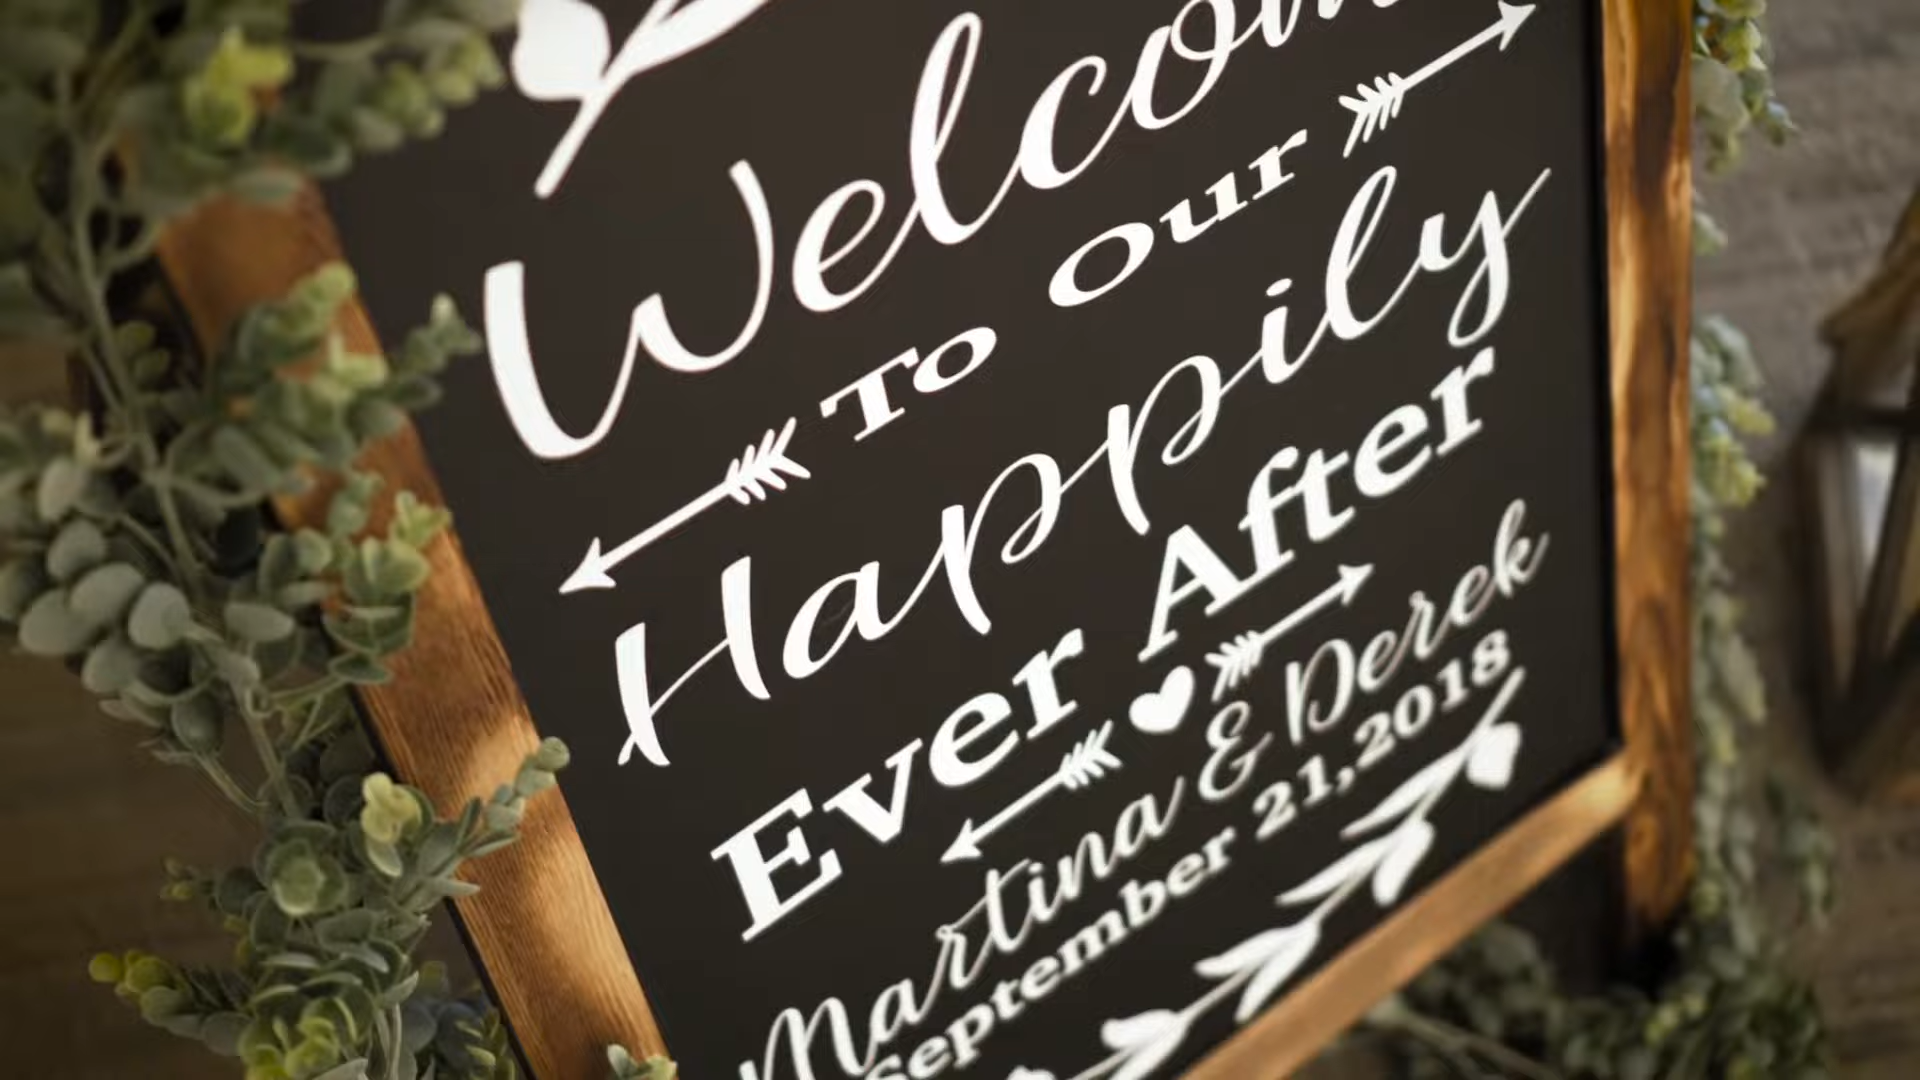 Welcom
To Our
Happily
Ever After
Martina & Derek
September 21, 2018